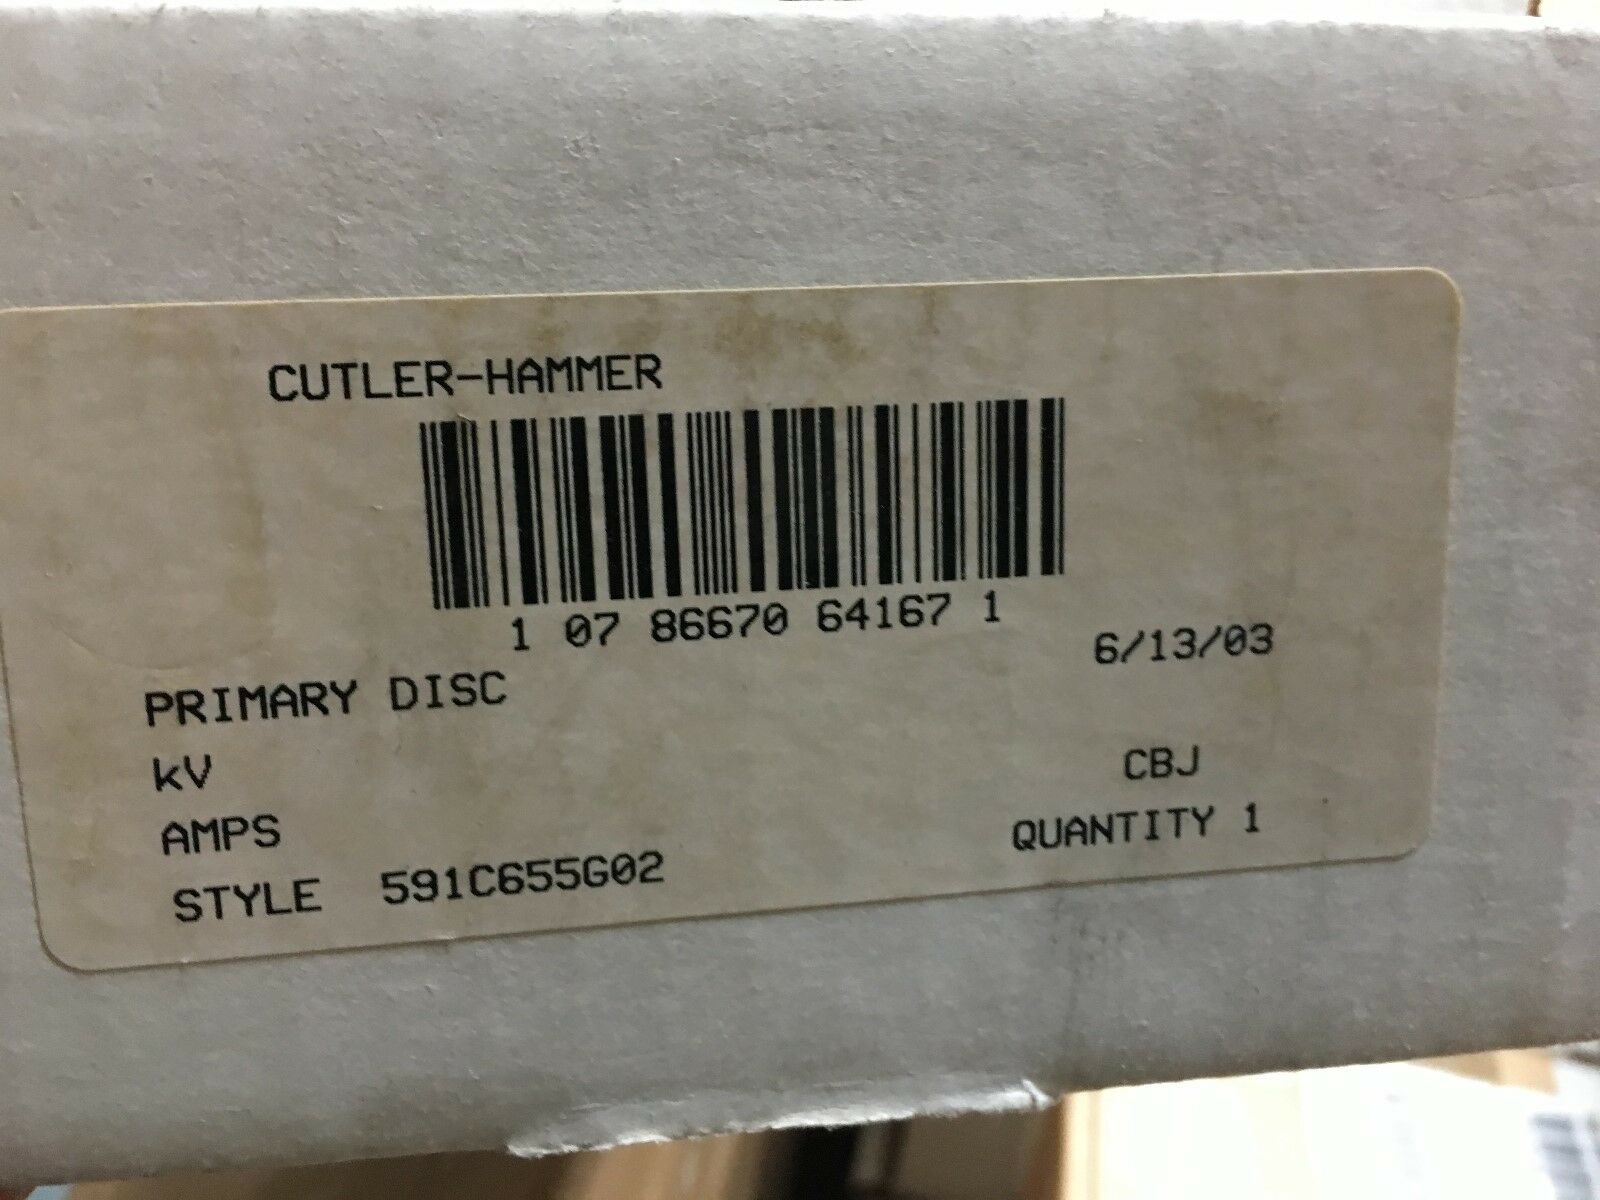 CUTLER-HAMMER
1 07 86670 64167 1
6/13/03
PRIMARY DISC
kV
CBJ
AMPS
QUANTITY 1
STYLE 591C655G02